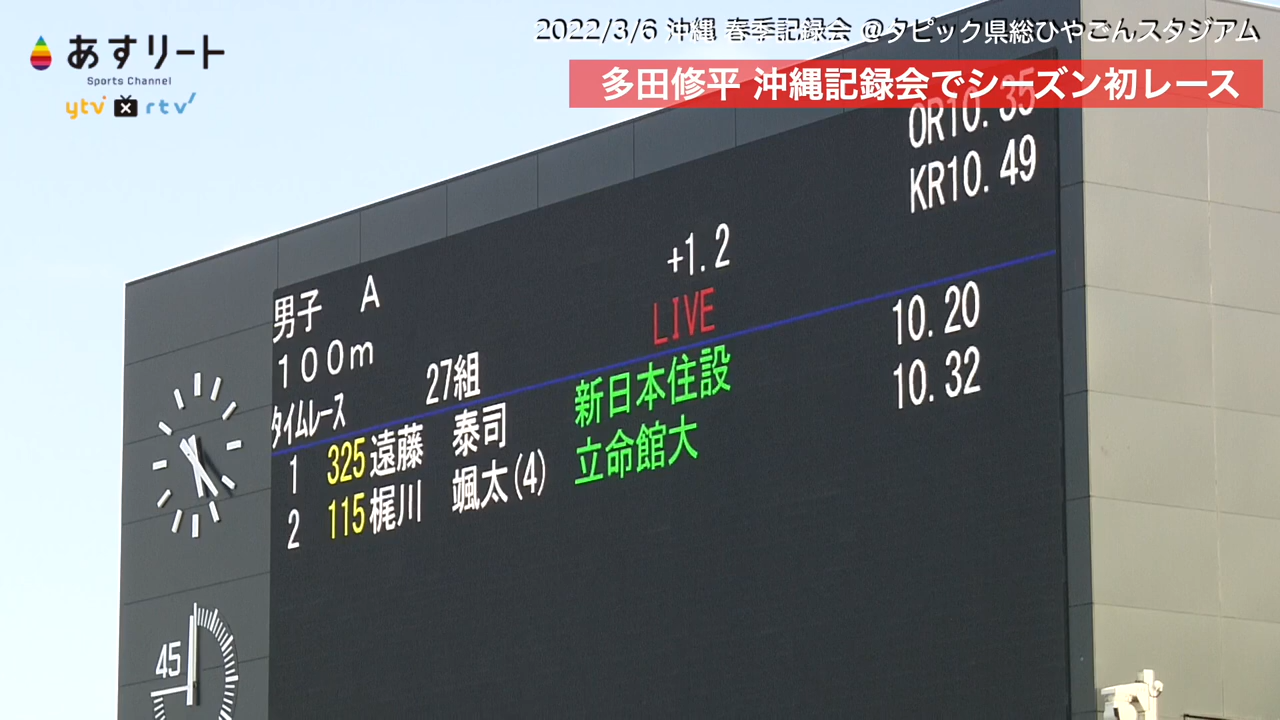 2022/3/6 沖縄 春季記録会 @タピック県総ひやごんスタジアム
あすリート
Sports Channel
ytv rtv
多田修平 沖縄記録会でシーズン初レース
OR10.35
KR10.49
男子 A +1.2
100m LIVE
タイムレース 27組
1 325 遠藤 泰司 新日本住設 10.20
2 115 梶川 颯太(4) 立命館大 10.32
45